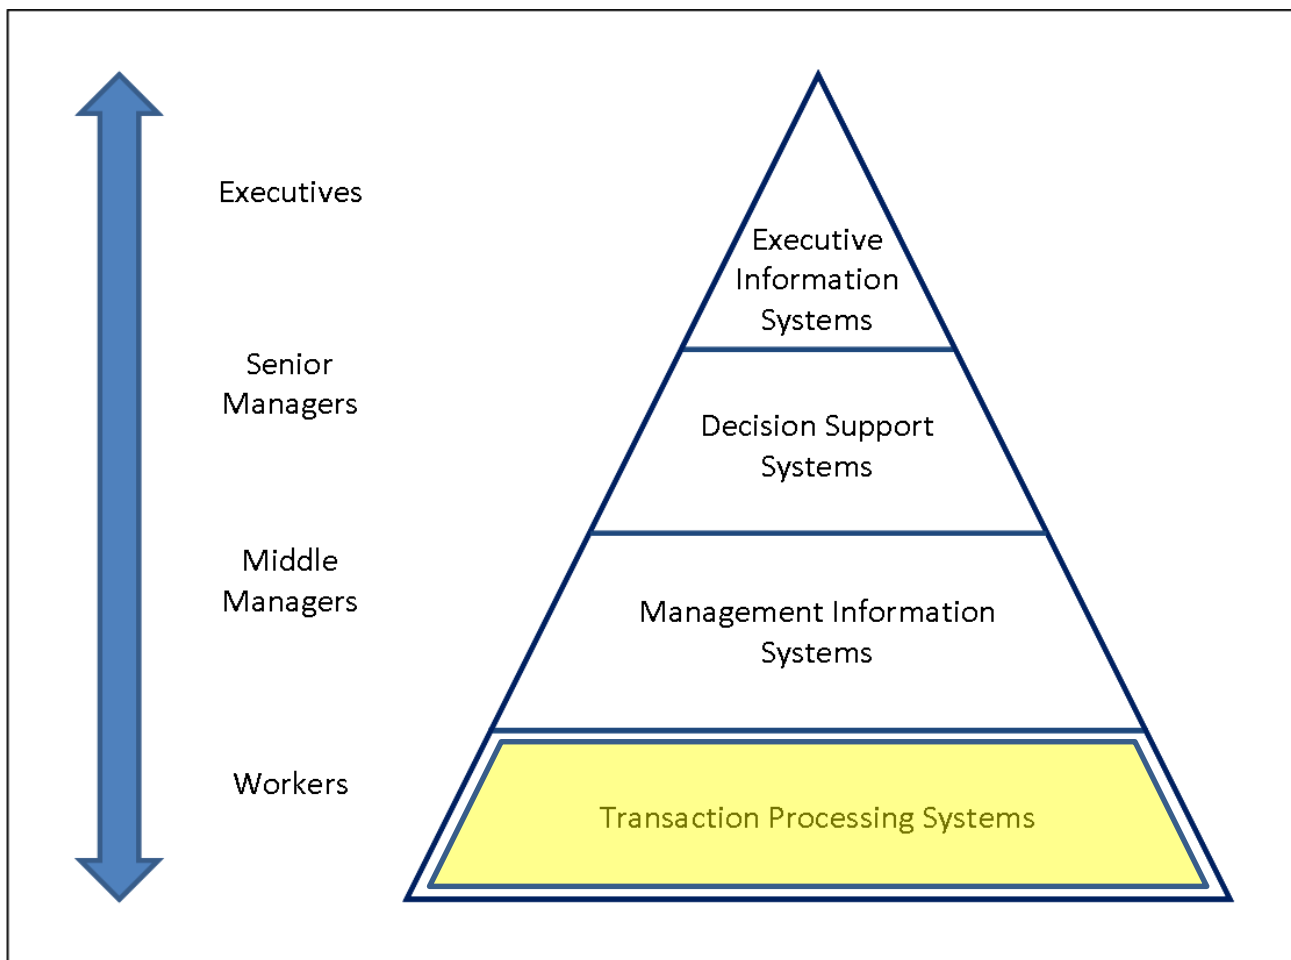 Executives
Executive
Information
Systems
Senior
Managers
Decision Support
Systems
Middle
Managers
Management Information
Systems
Workers
Transaction Processing Systems